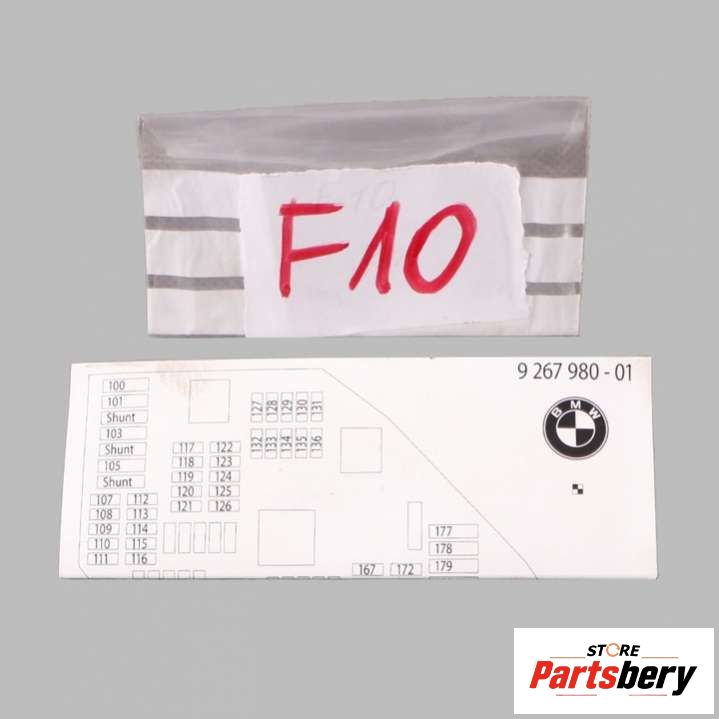 F10
9 267 980 - 01
BMW
100
101
Shunt
103
Shunt
105
Shunt
107 112
108 113
109 114
110 115
111 116
117 122
118 123
119 124
120 125
121 126
127 128 129 130 131
132 133 134 135 136
167 172
177
178
179
STORE
Partsbery